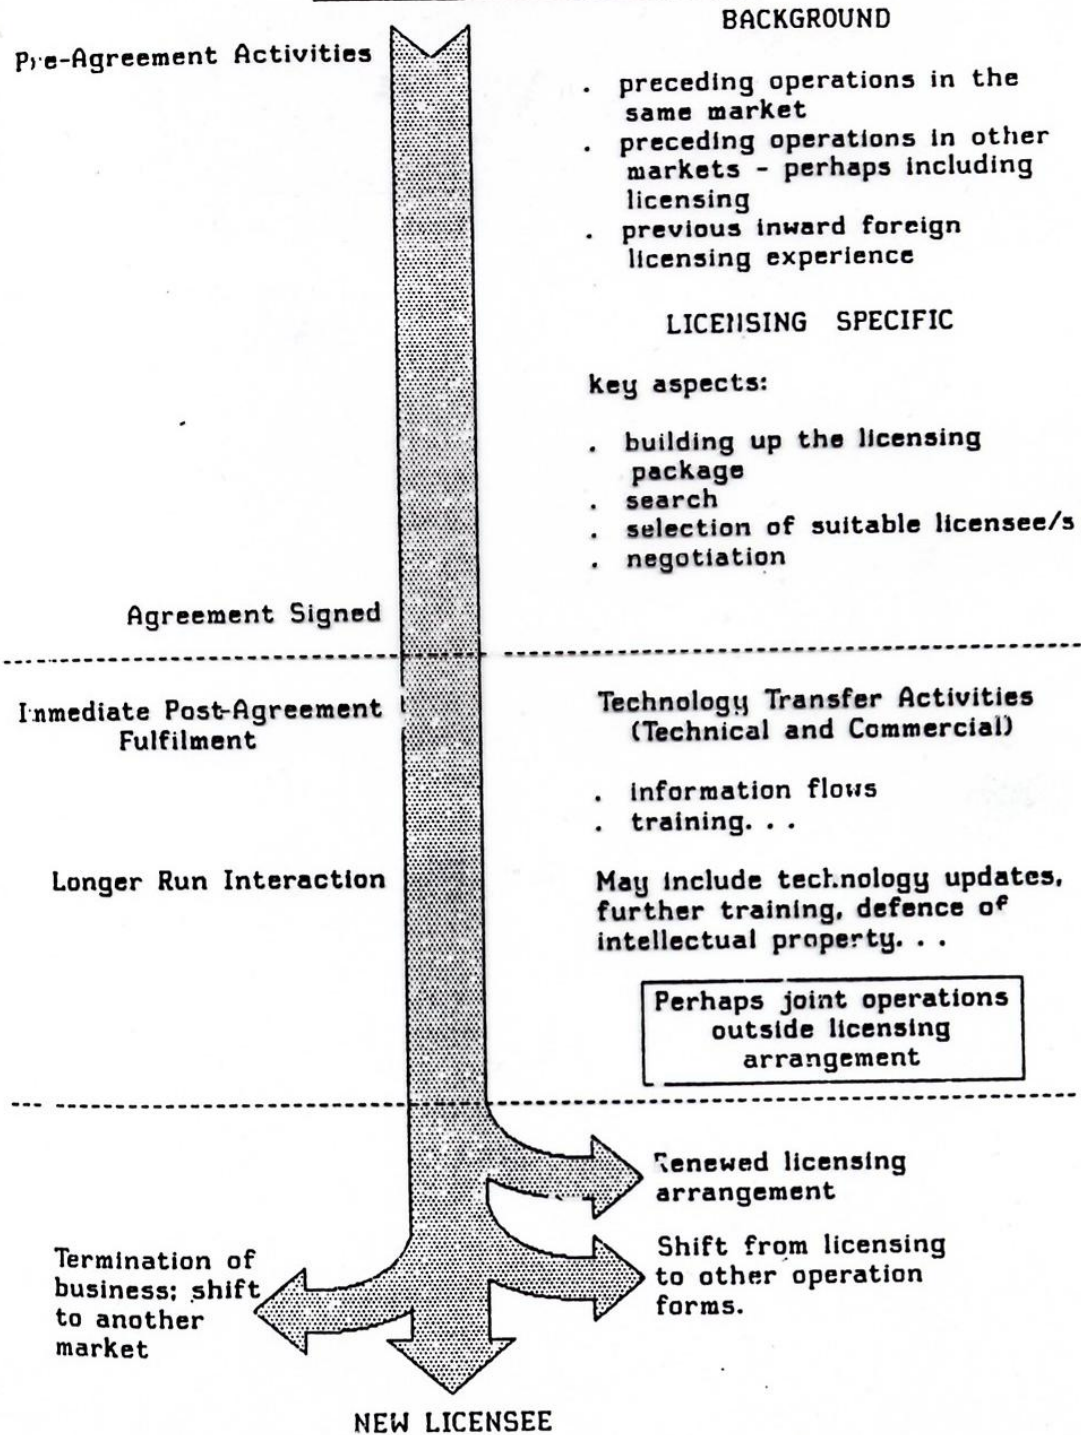 Pre-Agreement Activities
BACKGROUND
. preceding operations in the
same market
. preceding operations in other
markets - perhaps including
licensing
. previous inward foreign
licensing experience
LICENSING SPECIFIC
key aspects:
. building up the licensing
package
. search
. selection of suitable licensee/s
. negotiation
Agreement Signed
Immediate Post-Agreement
Fulfilment
Technology Transfer Activities
(Technical and Commercial)
. information flows
. training. . .
Longer Run Interaction
May include technology updates,
further training, defence of
intellectual property. . .
Perhaps joint operations
outside licensing
arrangement
Renewed licensing
arrangement
Shift from licensing
to other operation
forms.
Termination of
business; shift
to another
market
NEW LICENSEE